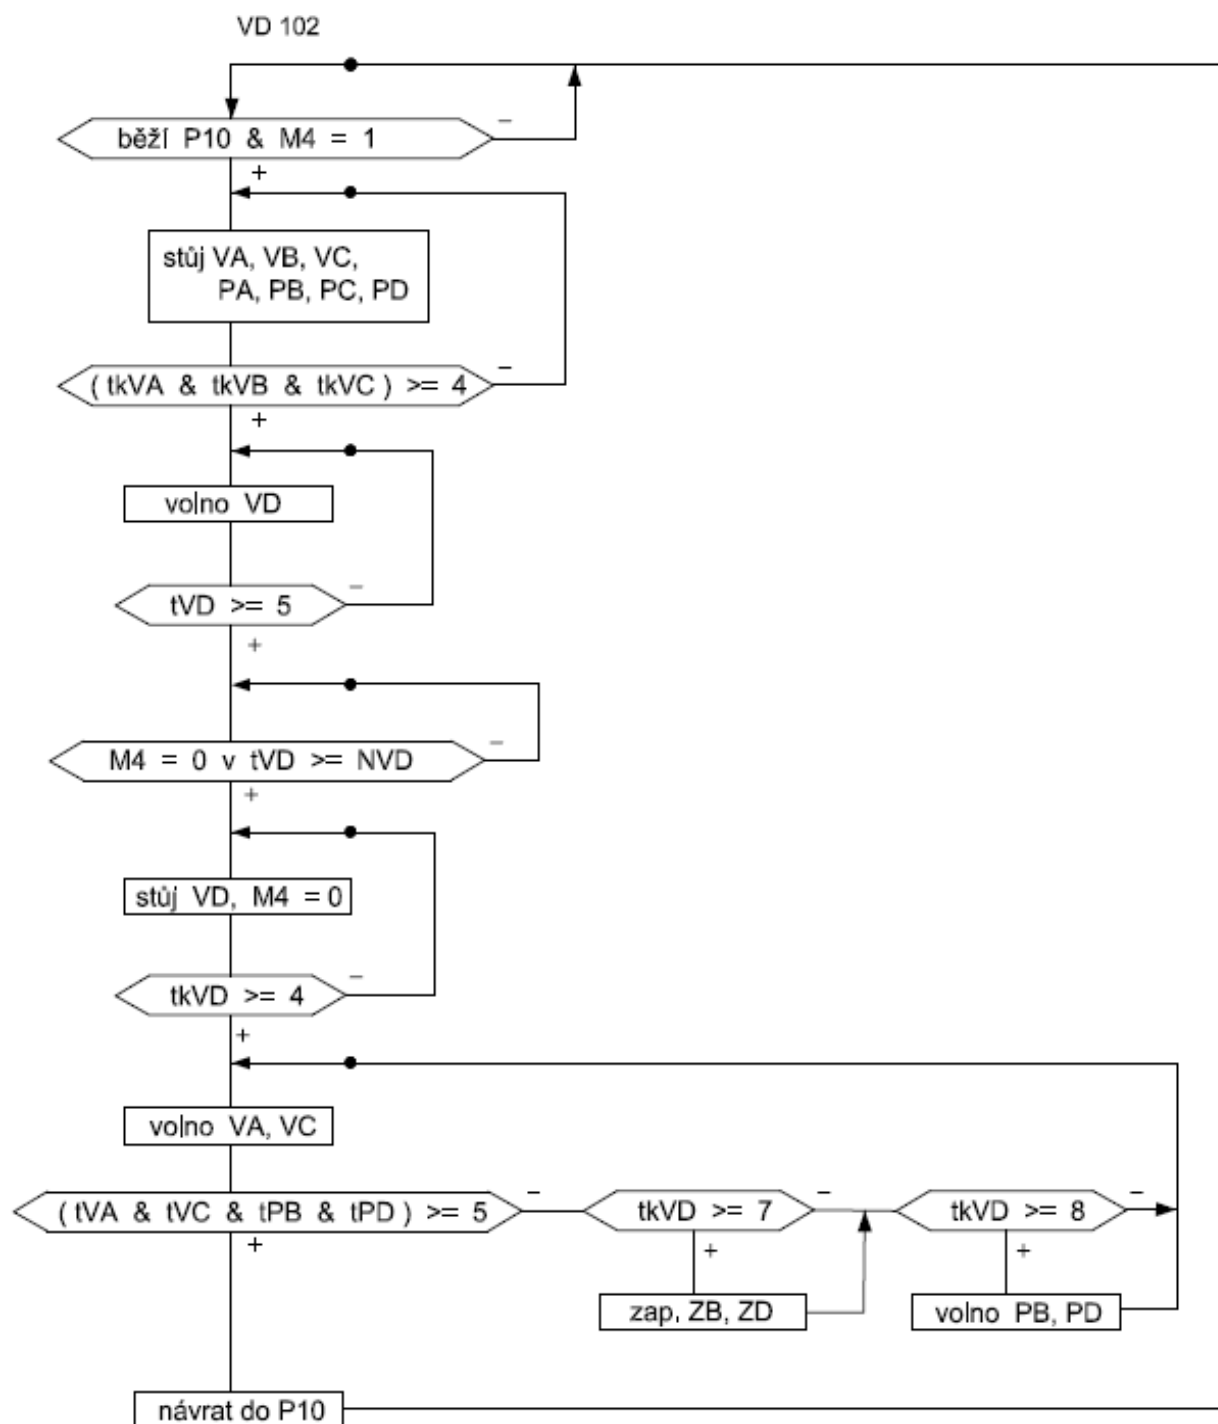 VD 102
běží P10 & M4 = 1
-
+
stůj VA, VB, VC,
PA, PB, PC, PD
( tkVA & tkVB & tkVC ) >= 4
-
+
volno VD
tVD >= 5
-
+
M4 = 0 v tVD >= NVD
-
+
stůj VD, M4 = 0
tkVD >= 4
-
+
volno VA, VC
( tVA & tVC & tPB & tPD ) >= 5
-
tkVD >= 7
-
tkVD >= 8
-
+
+
+
zap. ZB, ZD
volno PB, PD
návrat do P10